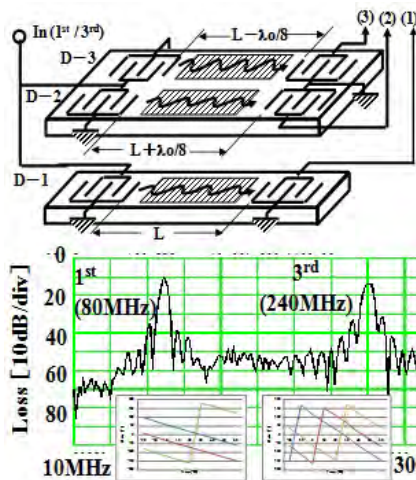 In (1st / 3rd)
(3)
(2)
(1)
L−λo/8
D−3
D−2
L+λo/8
D−1
L
0
1st
(80MHz)
3rd
(240MHz)
20
40
60
80
Loss [10dB/div]
10MHz
30